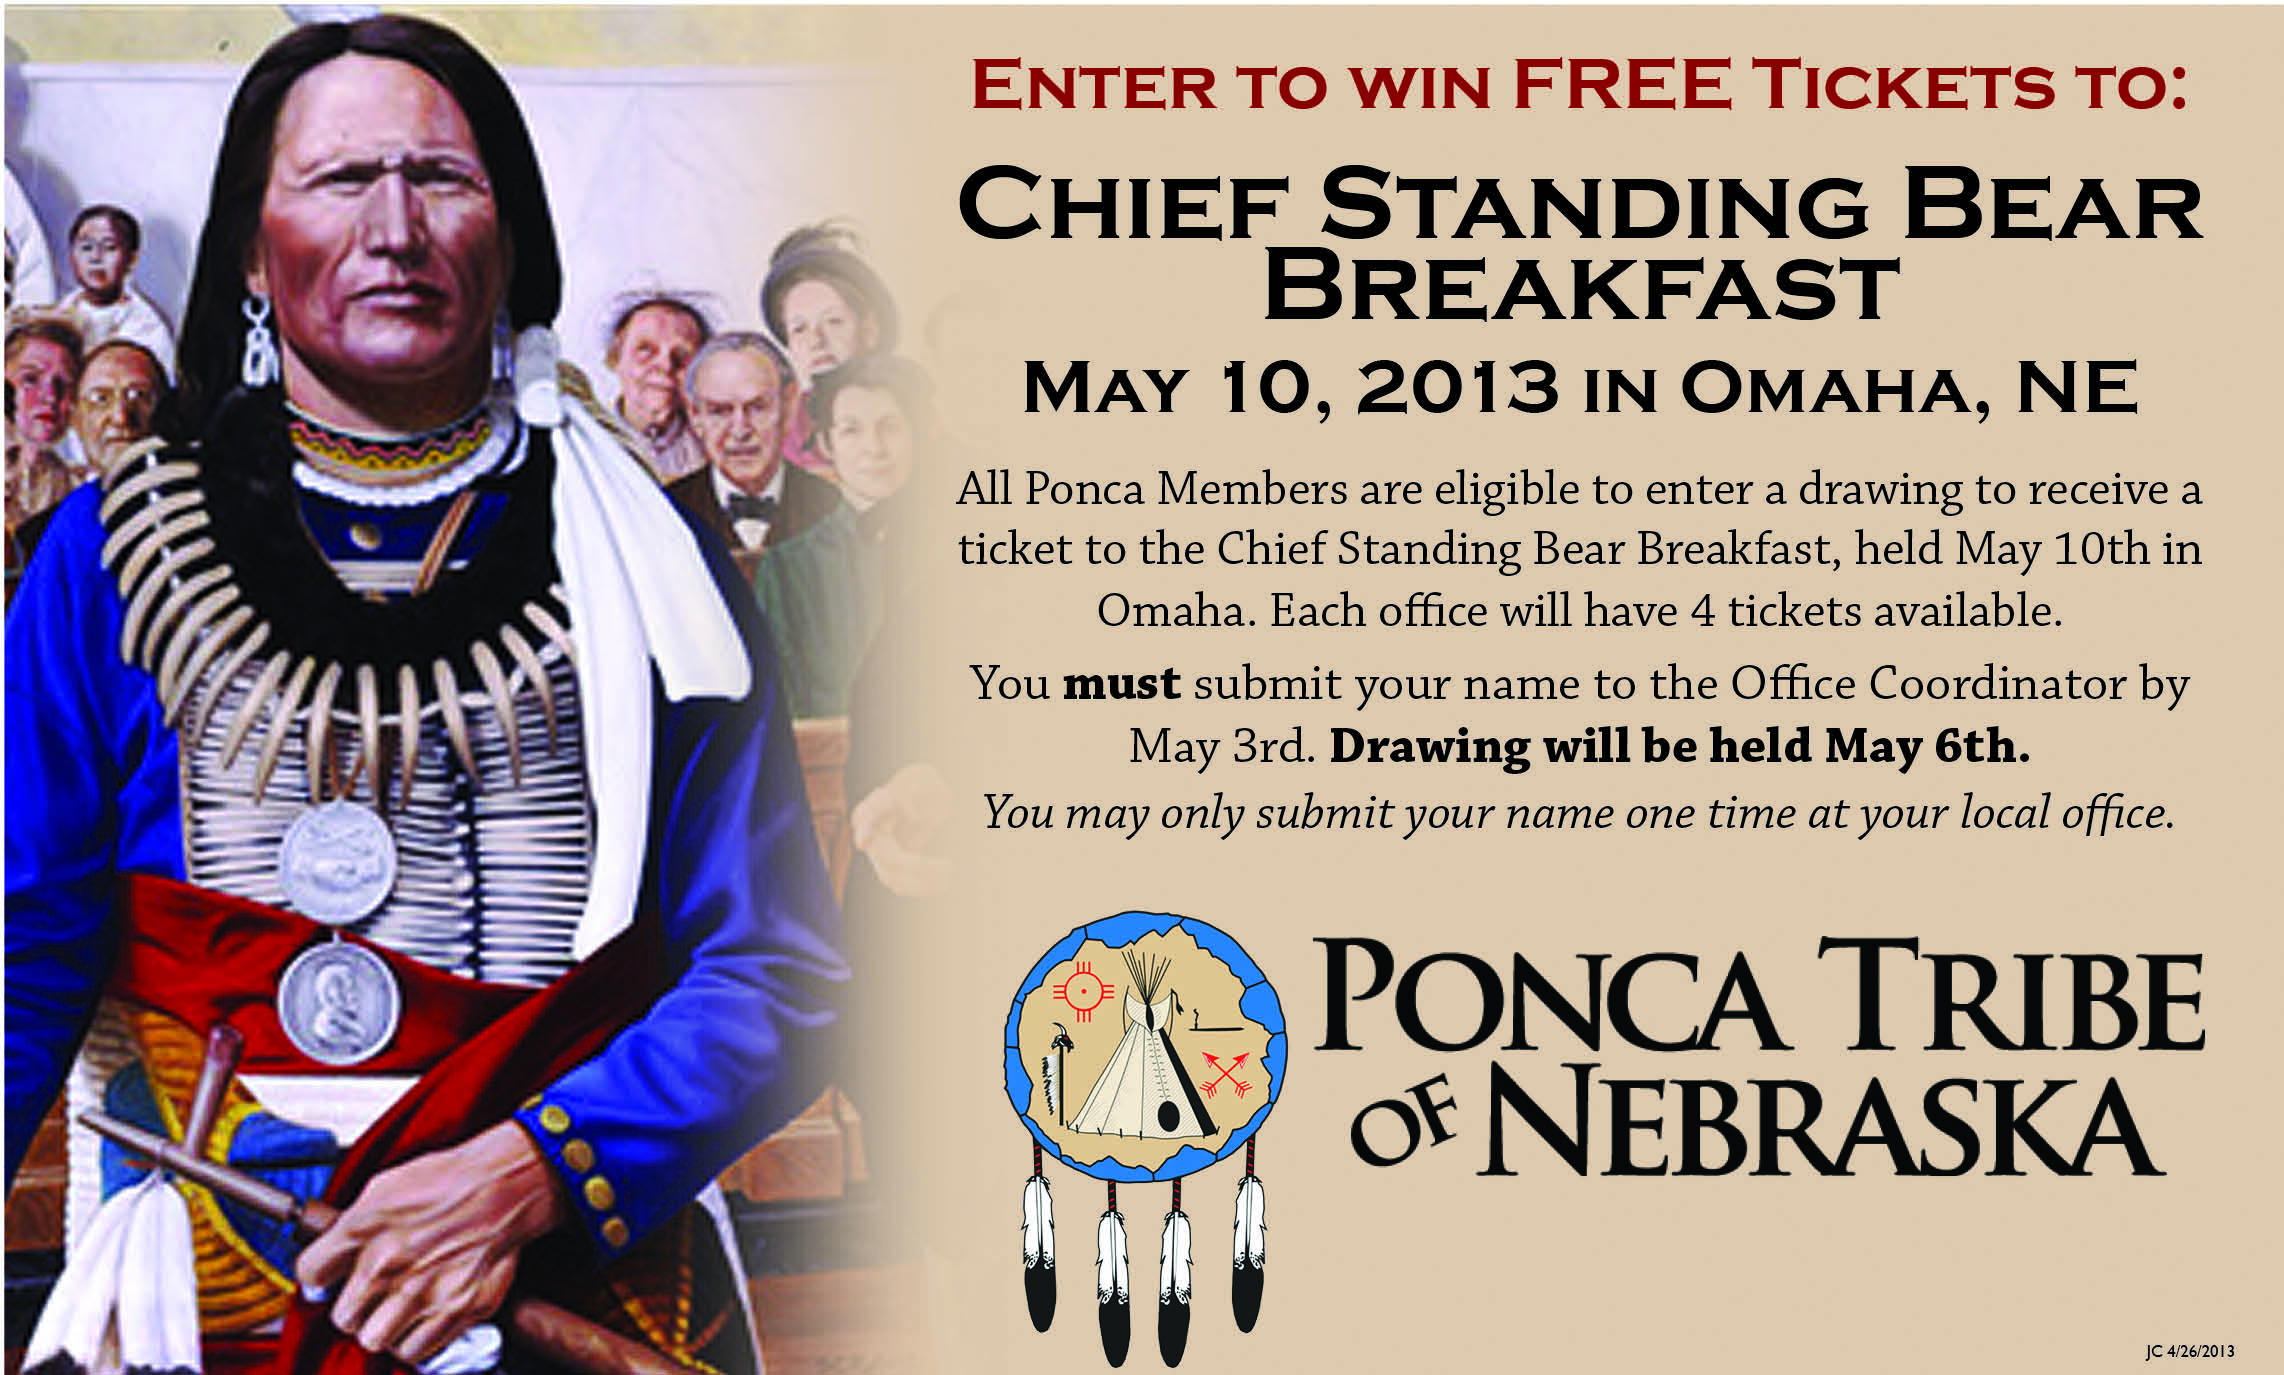 ENTER TO WIN FREE TICKETS TO:
CHIEF STANDING BEAR
BREAKFAST
MAY 10, 2013 IN OMAHA, NE
All Ponca Members are eligible to enter a drawing to receive a
ticket to the Chief Standing Bear Breakfast, held May 10th in
Omaha. Each office will have 4 tickets available.
You must submit your name to the Office Coordinator by
May 3rd. Drawing will be held May 6th.
You may only submit your name one time at your local office.
PONCA TRIBE
OF NEBRASKA
JC 4/26/2013